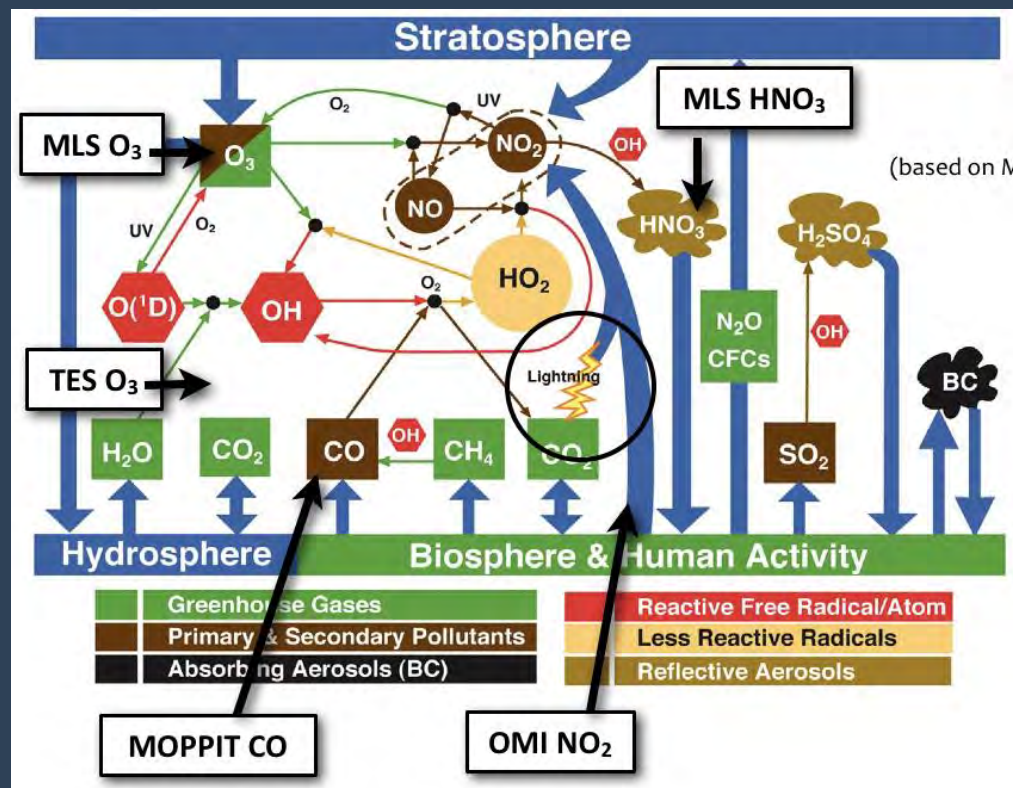 Stratosphere
O₂
UV
MLS HNO₃
MLS O₃
O₃
NO₂
OH
(based on M
NO
HNO₃
H₂SO₄
UV
O₂
O(¹D)
OH
O₂
HO₂
N₂O
CFCs
OH
TES O₃
Lightning
BC
H₂O
CO₂
CO
OH
CH₄
CO₂
SO₂
Hydrosphere
Biosphere & Human Activity
Greenhouse Gases
Reactive Free Radical/Atom
Primary & Secondary Pollutants
Less Reactive Radicals
Absorbing Aerosols (BC)
Reflective Aerosols
MOPPIT CO
OMI NO₂